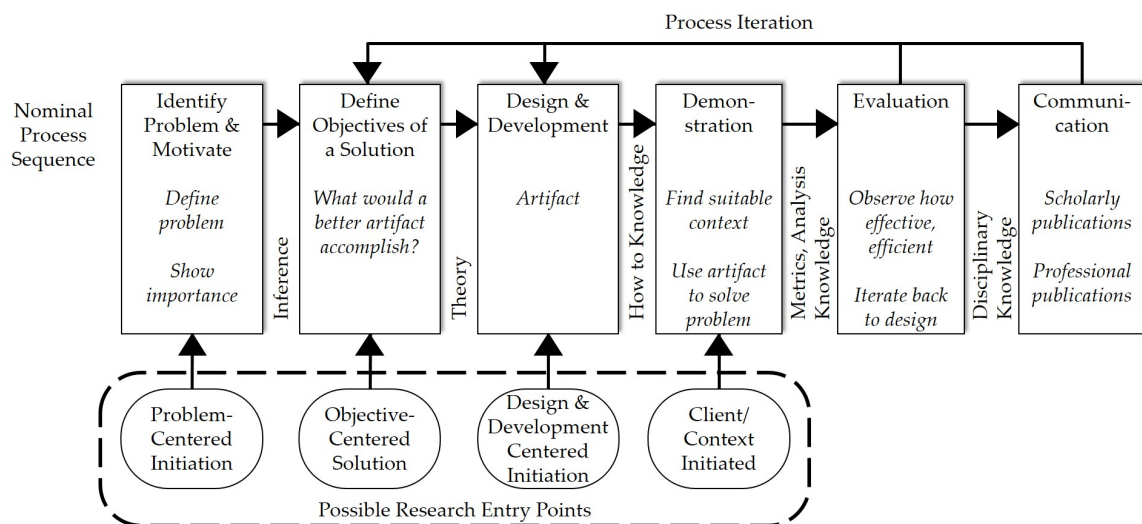 Process Iteration
Nominal
Process
Sequence
Identify
Problem &
Motivate
Define
problem
Show
importance
Inference
Define
Objectives of
a Solution
What would a
better artifact
accomplish?
Theory
Design &
Development
Artifact
How to Knowledge
Demon-
stration
Find suitable
context
Use artifact
to solve
problem
Metrics, Analysis
Knowledge
Evaluation
Observe how
effective,
efficient
Iterate back
to design
Disciplinary
Knowledge
Communi-
cation
Scholarly
publications
Professional
publications
Problem-
Centered
Initiation
Objective-
Centered
Solution
Design &
Development
Centered
Initiation
Client/
Context
Initiated
Possible Research Entry Points